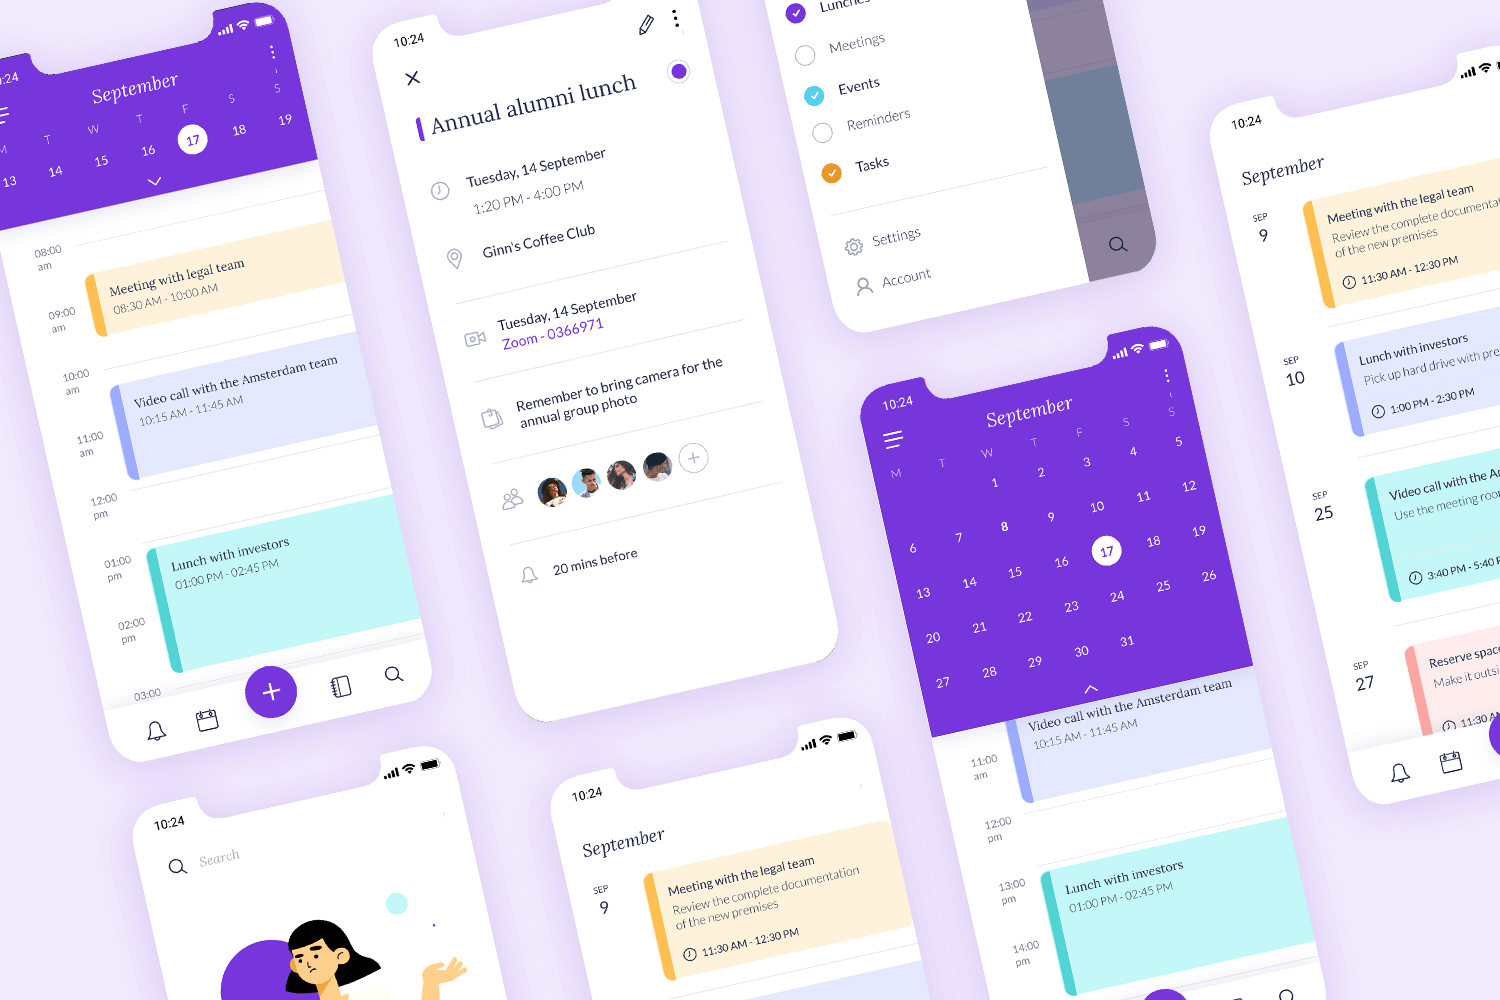 0:24
September
M
T
W
T
F
S
S
13
14
15
16
17
18
19
08:00
am
Meeting with legal team
08:30 AM - 10:00 AM
09:00
am
10:00
am
Video call with the Amsterdam team
10:15 AM - 11:45 AM
11:00
am
12:00
pm
01:00
pm
Lunch with investors
01:00 PM - 02:45 PM
02:00
pm
03:00
10:24
Annual alumni lunch
Tuesday, 14 September
1:20 PM - 4:00 PM
Ginn's Coffee Club
Tuesday, 14 September
Zoom - 0366971
Remember to bring camera for the
annual group photo
20 mins before
Lunches
Meetings
Events
Reminders
Tasks
Settings
Account
10:24
September
M
T
W
T
F
S
S
1
2
3
4
5
6
7
8
9
10
11
12
13
14
15
16
17
18
19
20
21
22
23
24
25
26
27
28
29
30
31
Video call with the Amsterdam team
10:15 AM - 11:45 AM
11:00
am
12:00
pm
13:00
pm
Lunch with investors
01:00 PM - 02:45 PM
14:00
pm
10:24
September
SEP
9
Meeting with the legal team
Review the complete documenta
of the new premises
11:30 AM - 12:30 PM
SEP
10
Lunch with investors
Pick up hard drive with pre
1:00 PM - 2:30 PM
SEP
25
Video call with the A
Use the meeting roo
3:40 PM - 5:40 P
SEP
27
Reserve space
Make it outsi
11:30 A
10:24
Search
10:24
September
SEP
9
Meeting with the legal team
Review the complete documentation
of the new premises
11:30 AM - 12:30 PM